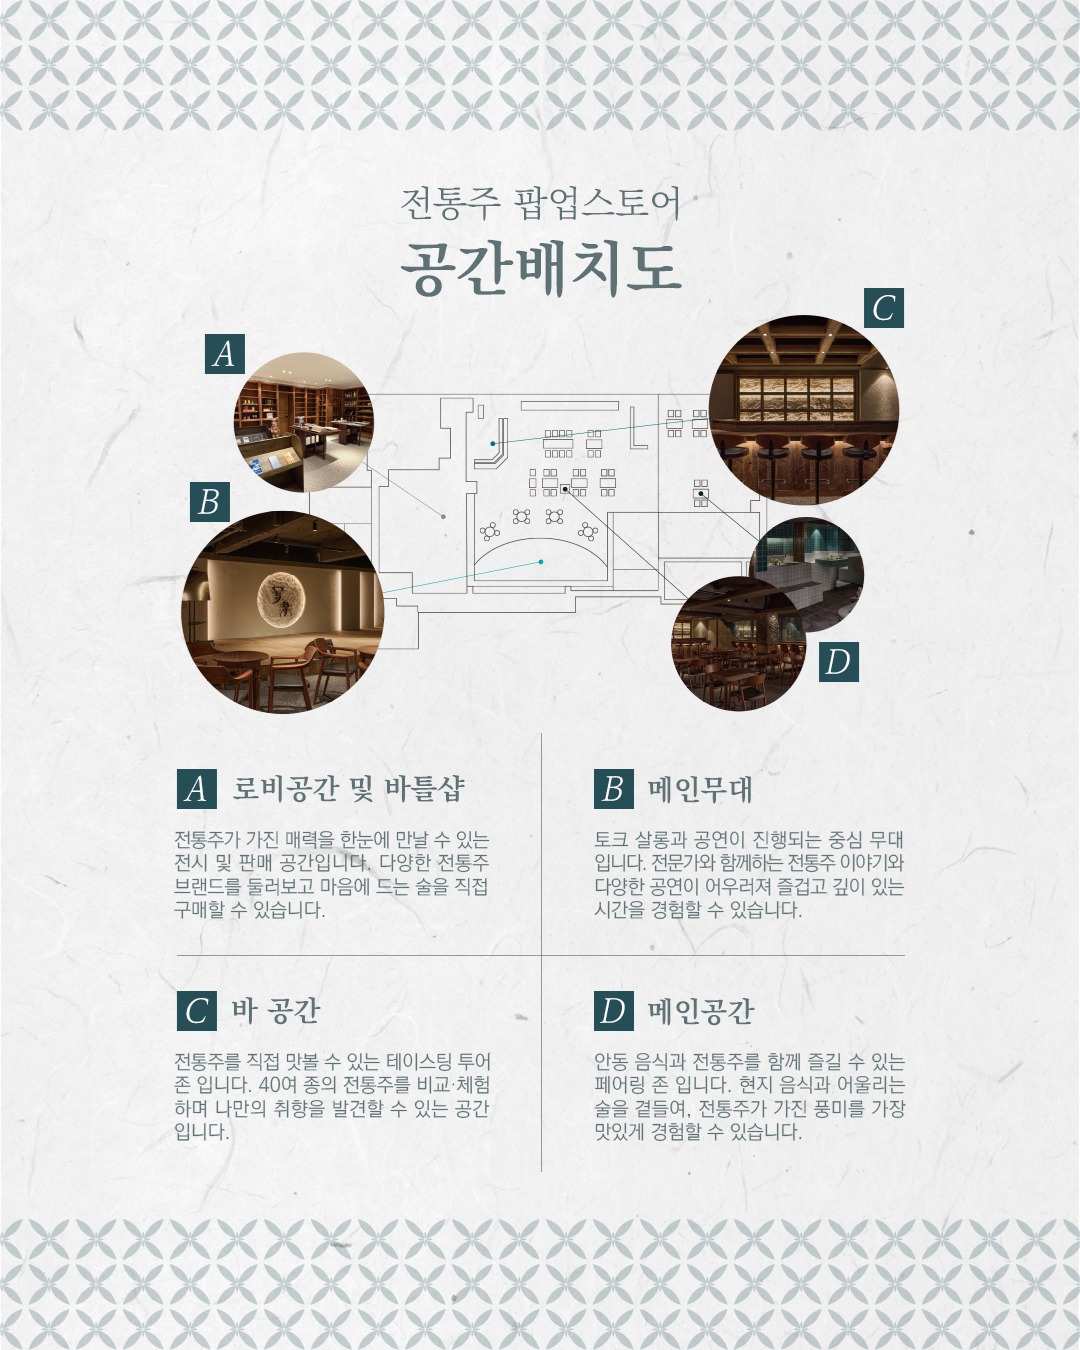 전통주 팝업스토어
공간배치도
C
A
B
D
A 로비공간 및 바틀샵
전통주가 가진 매력을 한눈에 만날 수 있는
전시 및 판매 공간입니다. 다양한 전통주
브랜드를 둘러보고 마음에 드는 술을 직접
구매할 수 있습니다.
B 메인무대
토크 살롱과 공연이 진행되는 중심 무대
입니다. 전문가와 함께하는 전통주 이야기와
다양한 공연이 어우러져 즐겁고 깊이 있는
시간을 경험할 수 있습니다.
C 바 공간
전통주를 직접 맛볼 수 있는 테이스팅 투어
존 입니다. 40여 종의 전통주를 비교·체험
하며 나만의 취향을 발견할 수 있는 공간
입니다.
D 메인공간
안동 음식과 전통주를 함께 즐길 수 있는
페어링 존 입니다. 현지 음식과 어울리는
술을 곁들여, 전통주가 가진 풍미를 가장
맛있게 경험할 수 있습니다.